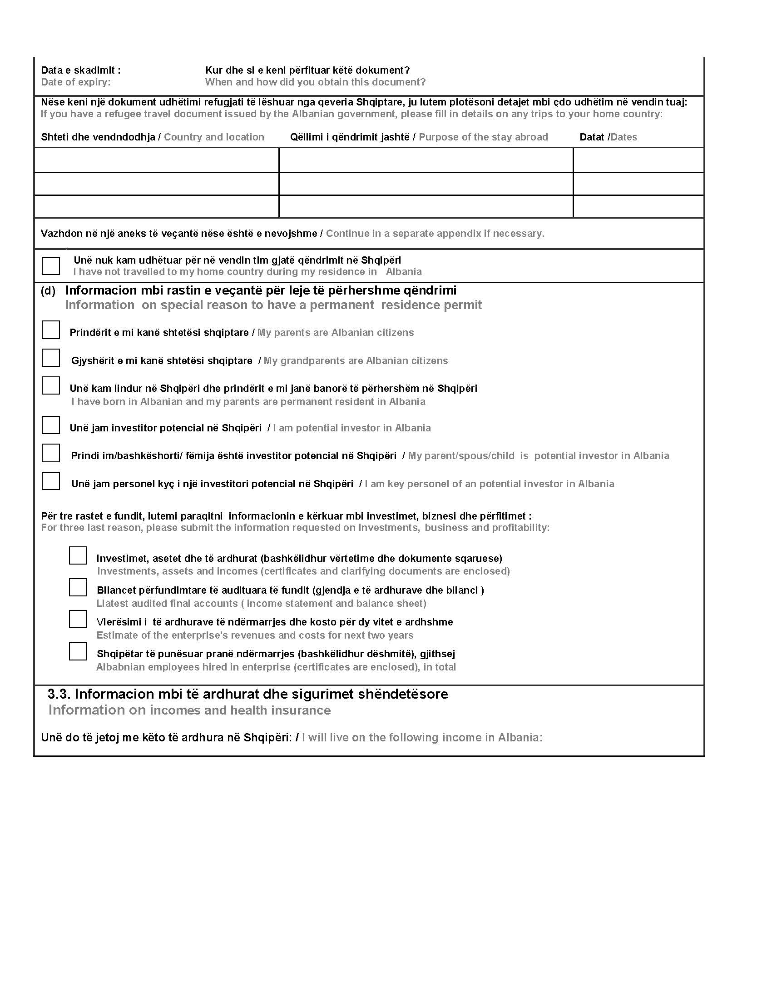 Data e skadimit : Kur dhe si e keni përfituar këtë dokument?
Date of expiry: When and how did you obtain this document?
Nëse keni një dokument udhëtimi refugjati të lëshuar nga qeveria Shqiptare, ju lutem plotësoni detajet mbi çdo udhëtim në vendin tuaj:
If you have a refugee travel document issued by the Albanian government, please fill in details on any trips to your home country:
Shteti dhe vendndodhja / Country and location Qëllimi i qëndrimit jashtë / Purpose of the stay abroad Datat /Dates
Vazhdon në një aneks të veçantë nëse është e nevojshme / Continue in a separate appendix if necessary.
Unë nuk kam udhëtuar për në vendin tim gjatë qëndrimit në Shqipëri
I have not travelled to my home country during my residence in Albania
(d) Informacion mbi rastin e veçantë për leje të përhershme qëndrimi
Information on special reason to have a permanent residence permit
Prindërit e mi kanë shtetësi shqiptare / My parents are Albanian citizens
Gjyshërit e mi kanë shtetësi shqiptare / My grandparents are Albanian citizens
Unë kam lindur në Shqipëri dhe prindërit e mi janë banorë të përhershëm në Shqipëri
I have born in Albanian and my parents are permanent resident in Albania
Unë jam investitor potencial në Shqipëri / I am potential investor in Albania
Prindi im/bashkëshorti/ fëmija është investitor potencial në Shqipëri / My parent/spous/child is potential investor in Albania
Unë jam personel kyç i një investitori potencial në Shqipëri / I am key personel of an potential investor in Albania
Për tre rastet e fundit, lutemi paraqitni informacionin e kërkuar mbi investimet, biznesi dhe përfitimet :
For three last reason, please submit the information requested on Investments, business and profitability:
Investimet, asetet dhe të ardhurat (bashkëlidhur vërtetime dhe dokumente sqaruese)
Investments, assets and incomes (certificates and clarifying documents are enclosed)
Bilancet përfundimtare të audituara të fundit (gjendja e të ardhurave dhe bilanci )
Llatest audited final accounts ( income statement and balance sheet)
Vlerësimi i të ardhurave të ndërmarrjes dhe kosto për dy vitet e ardhshme
Estimate of the enterprise's revenues and costs for next two years
Shqipëtar të punësuar pranë ndërmarrjes (bashkëlidhur dëshmitë), gjithsej
Albabnian employees hired in enterprise (certificates are enclosed), in total
3.3. Informacion mbi të ardhurat dhe sigurimet shëndetësore
Information on incomes and health insurance
Unë do të jetoj me këto të ardhura në Shqipëri: / I will live on the following income in Albania: